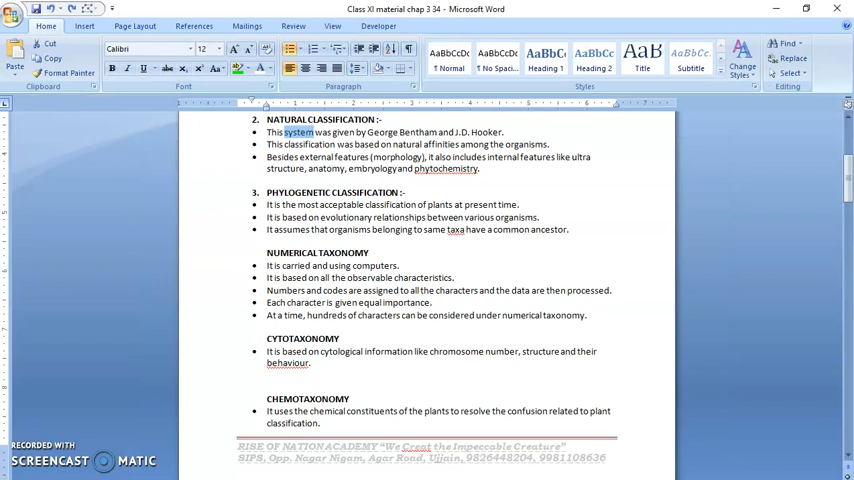 Class XI material chap 3 34 - Microsoft Word
Home Insert Page Layout References Mailings Review View Developer
Paste
Cut
Copy
Format Painter
Clipboard
Calibri 12
B I U
Font
Paragraph
AaBbCcDc AaBbCcDc AaBbC AaBbCc AaB AaBbCcL
¶ Normal ¶ No Spaci... Heading 1 Heading 2 Title Subtitle
Change Styles
Styles
Find
Replace
Select
Editing
2. NATURAL CLASSIFICATION :-
• This system was given by George Bentham and J.D. Hooker.
• This classification was based on natural affinities among the organisms.
• Besides external features (morphology), it also includes internal features like ultra
structure, anatomy, embryology and phytochemistry.
3. PHYLOGENETIC CLASSIFICATION :-
• It is the most acceptable classification of plants at present time.
• It is based on evolutionary relationships between various organisms.
• It assumes that organisms belonging to same taxa have a common ancestor.
NUMERICAL TAXONOMY
• It is carried and using computers.
• It is based on all the observable characteristics.
• Numbers and codes are assigned to all the characters and the data are then processed.
• Each character is given equal importance.
• At a time, hundreds of characters can be considered under numerical taxonomy.
CYTOTAXONOMY
• It is based on cytological information like chromosome number, structure and their
behaviour.
CHEMOTAXONOMY
• It uses the chemical constituents of the plants to resolve the confusion related to plant
classification.
RISE OF NATION ACADEMY "We Creat the Impeccable Creature"
SIPS, Opp. Nagar Nigam, Agar Road, Ujjain, 9826448204, 9981108636
RECORDED WITH
SCREENCAST MATIC